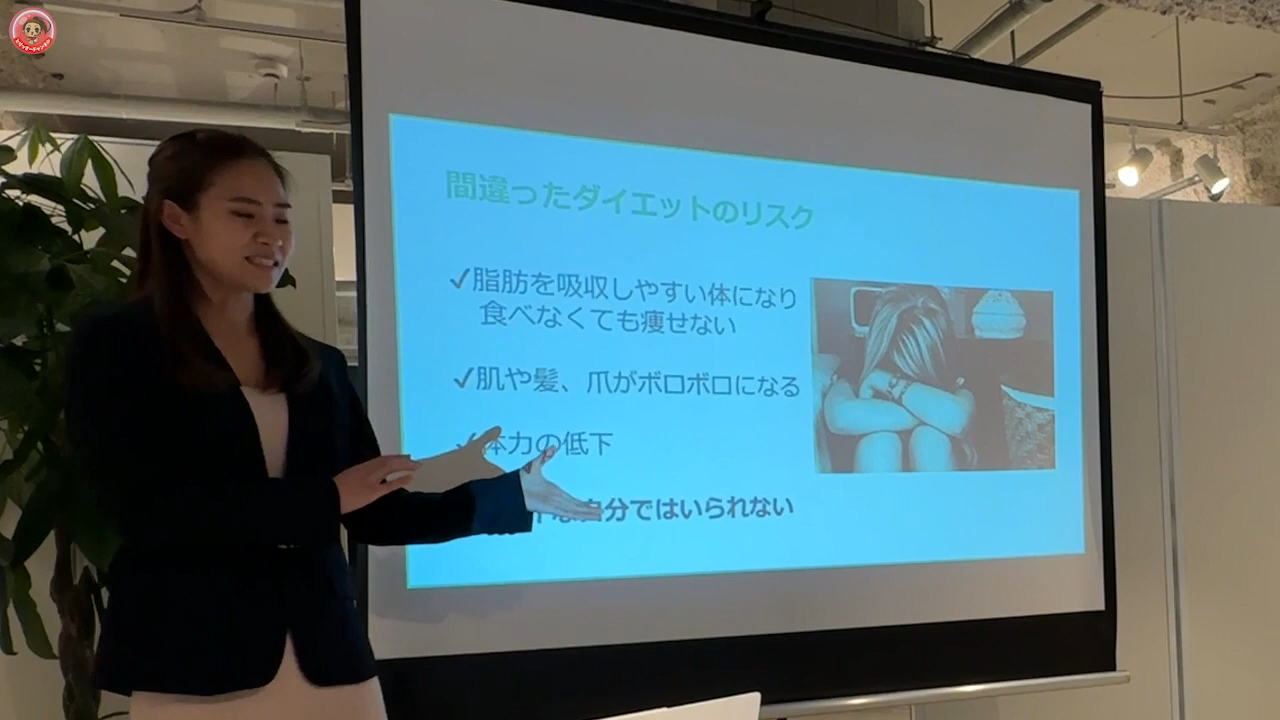 間違ったダイエットのリスク
✓脂肪を吸収しやすい体になり
食べなくても痩せない
✓肌や髪、爪がボロボロになる
✓体力の低下
自分ではいられない